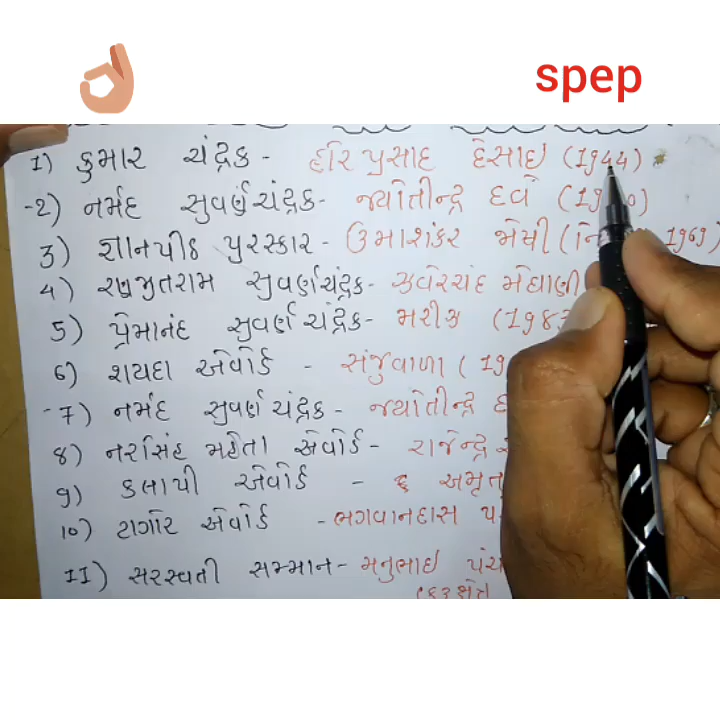 spep
1) કુમાર ચંદ્રક - હરિપ્રસાદ દેસાઇ (1944)
2) નર્મદ સુવર્ણચંદ્રક - જ્યોતીન્દ્ર દવે
3) જ્ઞાનપીઠ પુરસ્કાર - ઉમાશંકર જોષી 1969)
4) રણજીતરામ સુવર્ણચંદ્રક - ઝવેરચંદ મેઘાણી
5) પ્રેમાનંદ સુવર્ણ ચંદ્રક - મરીઝ
6) શયદા એવોર્ડ - સંજુવાળા
7) નર્મદ સુવર્ણ ચંદ્રક - જ્યોતીન્દ્ર
8) નરસિંહ મહેતા એવોર્ડ - રાજેન્દ્ર
9) કલાપી એવોર્ડ -
10) ટાગોર એવોર્ડ - ભગવાનદાસ
11) સરસ્વતી સન્માન - મનુભાઇ